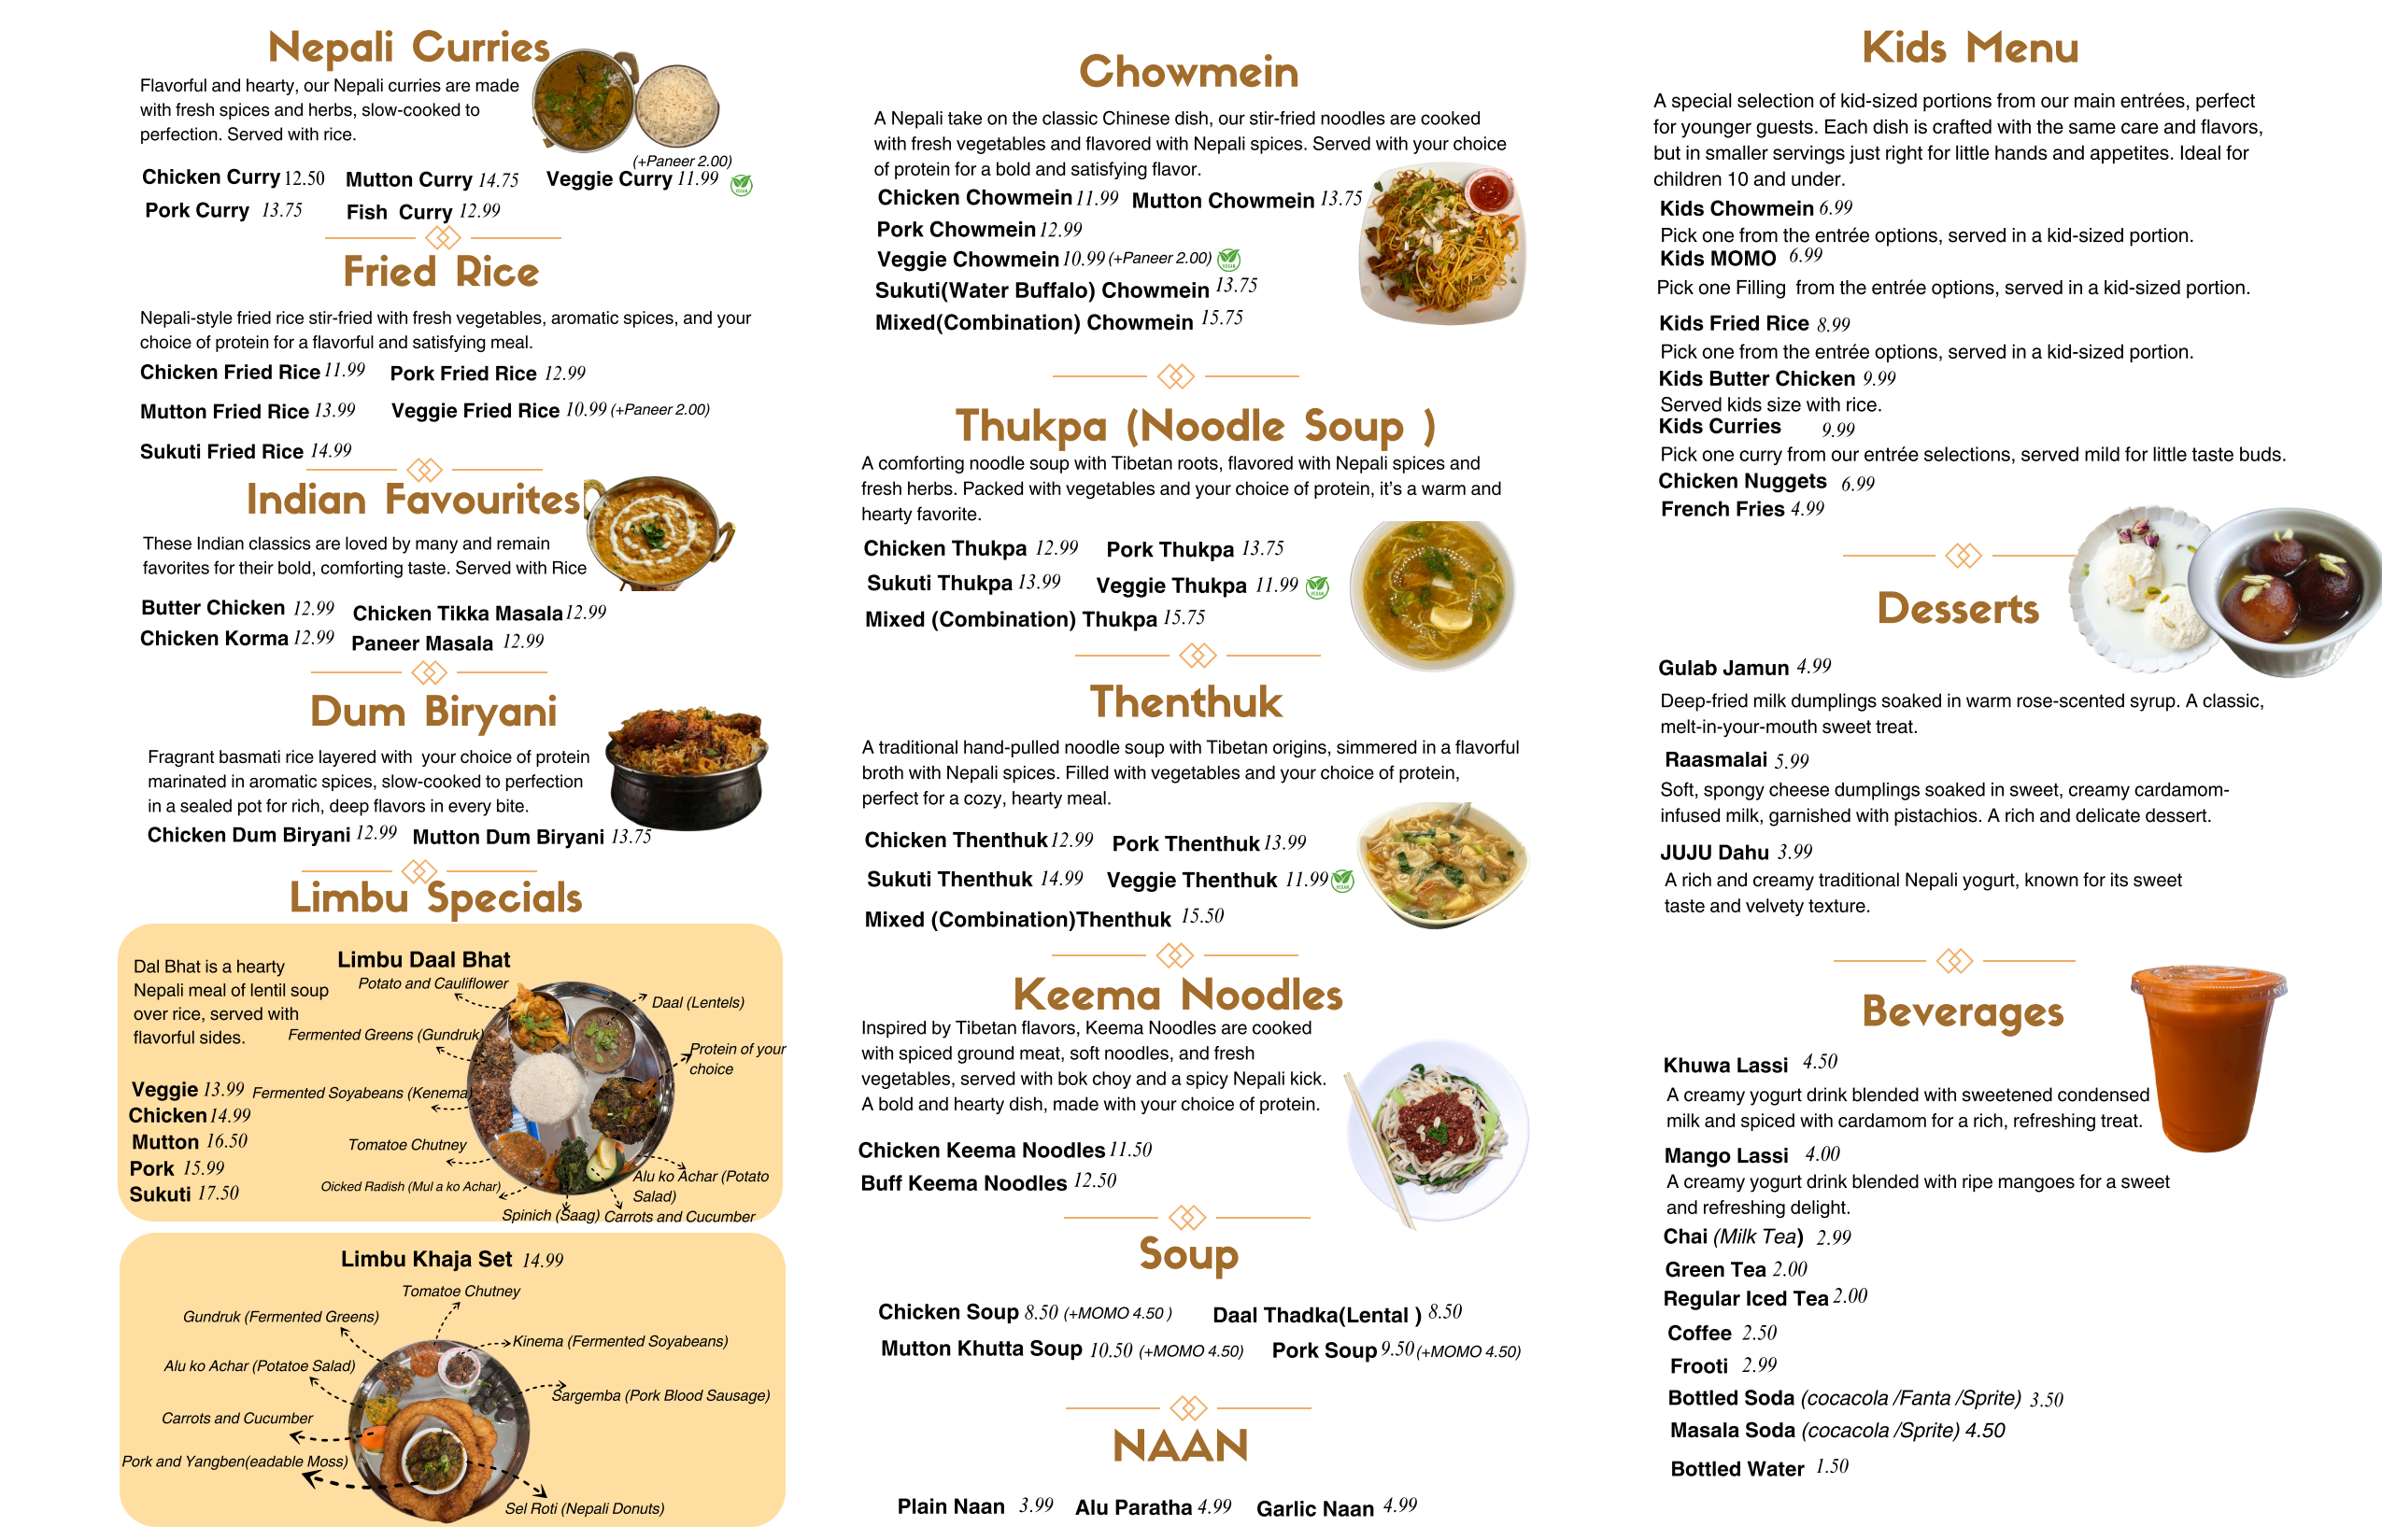 Nepali Curries
Flavorful and hearty, our Nepali curries are made
with fresh spices and herbs, slow-cooked to
perfection. Served with rice.
(+Paneer 2.00)
Chicken Curry 12.50 Mutton Curry 14.75 Veggie Curry 11.99 VEGAN
Pork Curry 13.75 Fish Curry 12.99
Fried Rice
Nepali-style fried rice stir-fried with fresh vegetables, aromatic spices, and your
choice of protein for a flavorful and satisfying meal.
Chicken Fried Rice 11.99 Pork Fried Rice 12.99
Mutton Fried Rice 13.99 Veggie Fried Rice 10.99 (+Paneer 2.00)
Sukuti Fried Rice 14.99
Indian Favourites
These Indian classics are loved by many and remain
favorites for their bold, comforting taste. Served with Rice
Butter Chicken 12.99 Chicken Tikka Masala 12.99
Chicken Korma 12.99 Paneer Masala 12.99
Dum Biryani
Fragrant basmati rice layered with your choice of protein
marinated in aromatic spices, slow-cooked to perfection
in a sealed pot for rich, deep flavors in every bite.
Chicken Dum Biryani 12.99 Mutton Dum Biryani 13.75
Limbu Specials
Limbu Daal Bhat
Dal Bhat is a hearty
Nepali meal of lentil soup
over rice, served with
flavorful sides.
Potato and Cauliflower
Daal (Lentels)
Fermented Greens (Gundruk)
Protein of your
choice
Veggie 13.99 Fermented Soyabeans (Kenema)
Chicken 14.99
Mutton 16.50 Tomatoe Chutney
Pork 15.99
Sukuti 17.50 Oicked Radish (Mul a ko Achar)
Alu ko Achar (Potato
Salad)
Spinich (Saag) Carrots and Cucumber
Limbu Khaja Set 14.99
Tomatoe Chutney
Gundruk (Fermented Greens)
Kinema (Fermented Soyabeans)
Alu ko Achar (Potatoe Salad)
Sargemba (Pork Blood Sausage)
Carrots and Cucumber
Pork and Yangben(eadable Moss)
Sel Roti (Nepali Donuts)
Chowmein
A Nepali take on the classic Chinese dish, our stir-fried noodles are cooked
with fresh vegetables and flavored with Nepali spices. Served with your choice
of protein for a bold and satisfying flavor.
Chicken Chowmein 11.99 Mutton Chowmein 13.75
Pork Chowmein 12.99
Veggie Chowmein 10.99 (+Paneer 2.00) VEGAN
Sukuti(Water Buffalo) Chowmein 13.75
Mixed(Combination) Chowmein 15.75
Thukpa (Noodle Soup )
A comforting noodle soup with Tibetan roots, flavored with Nepali spices and
fresh herbs. Packed with vegetables and your choice of protein, it’s a warm and
hearty favorite.
Chicken Thukpa 12.99 Pork Thukpa 13.75
Sukuti Thukpa 13.99 Veggie Thukpa 11.99 VEGAN
Mixed (Combination) Thukpa 15.75
Thenthuk
A traditional hand-pulled noodle soup with Tibetan origins, simmered in a flavorful
broth with Nepali spices. Filled with vegetables and your choice of protein,
perfect for a cozy, hearty meal.
Chicken Thenthuk 12.99 Pork Thenthuk 13.99
Sukuti Thenthuk 14.99 Veggie Thenthuk 11.99 VEGAN
Mixed (Combination)Thenthuk 15.50
Keema Noodles
Inspired by Tibetan flavors, Keema Noodles are cooked
with spiced ground meat, soft noodles, and fresh
vegetables, served with bok choy and a spicy Nepali kick.
A bold and hearty dish, made with your choice of protein.
Chicken Keema Noodles 11.50
Buff Keema Noodles 12.50
Soup
Chicken Soup 8.50 (+MOMO 4.50 ) Daal Thadka(Lental ) 8.50
Mutton Khutta Soup 10.50 (+MOMO 4.50) Pork Soup 9.50 (+MOMO 4.50)
NAAN
Plain Naan 3.99 Alu Paratha 4.99 Garlic Naan 4.99
Kids Menu
A special selection of kid-sized portions from our main entrées, perfect
for younger guests. Each dish is crafted with the same care and flavors,
but in smaller servings just right for little hands and appetites. Ideal for
children 10 and under.
Kids Chowmein 6.99
Pick one from the entrée options, served in a kid-sized portion.
Kids MOMO 6.99
Pick one Filling from the entrée options, served in a kid-sized portion.
Kids Fried Rice 8.99
Pick one from the entrée options, served in a kid-sized portion.
Kids Butter Chicken 9.99
Served kids size with rice.
Kids Curries 9.99
Pick one curry from our entrée selections, served mild for little taste buds.
Chicken Nuggets 6.99
French Fries 4.99
Desserts
Gulab Jamun 4.99
Deep-fried milk dumplings soaked in warm rose-scented syrup. A classic,
melt-in-your-mouth sweet treat.
Raasmalai 5.99
Soft, spongy cheese dumplings soaked in sweet, creamy cardamom-
infused milk, garnished with pistachios. A rich and delicate dessert.
JUJU Dahu 3.99
A rich and creamy traditional Nepali yogurt, known for its sweet
taste and velvety texture.
Beverages
Khuwa Lassi 4.50
A creamy yogurt drink blended with sweetened condensed
milk and spiced with cardamom for a rich, refreshing treat.
Mango Lassi 4.00
A creamy yogurt drink blended with ripe mangoes for a sweet
and refreshing delight.
Chai (Milk Tea) 2.99
Green Tea 2.00
Regular Iced Tea 2.00
Coffee 2.50
Frooti 2.99
Bottled Soda (cocacola /Fanta /Sprite) 3.50
Masala Soda (cocacola /Sprite) 4.50
Bottled Water 1.50